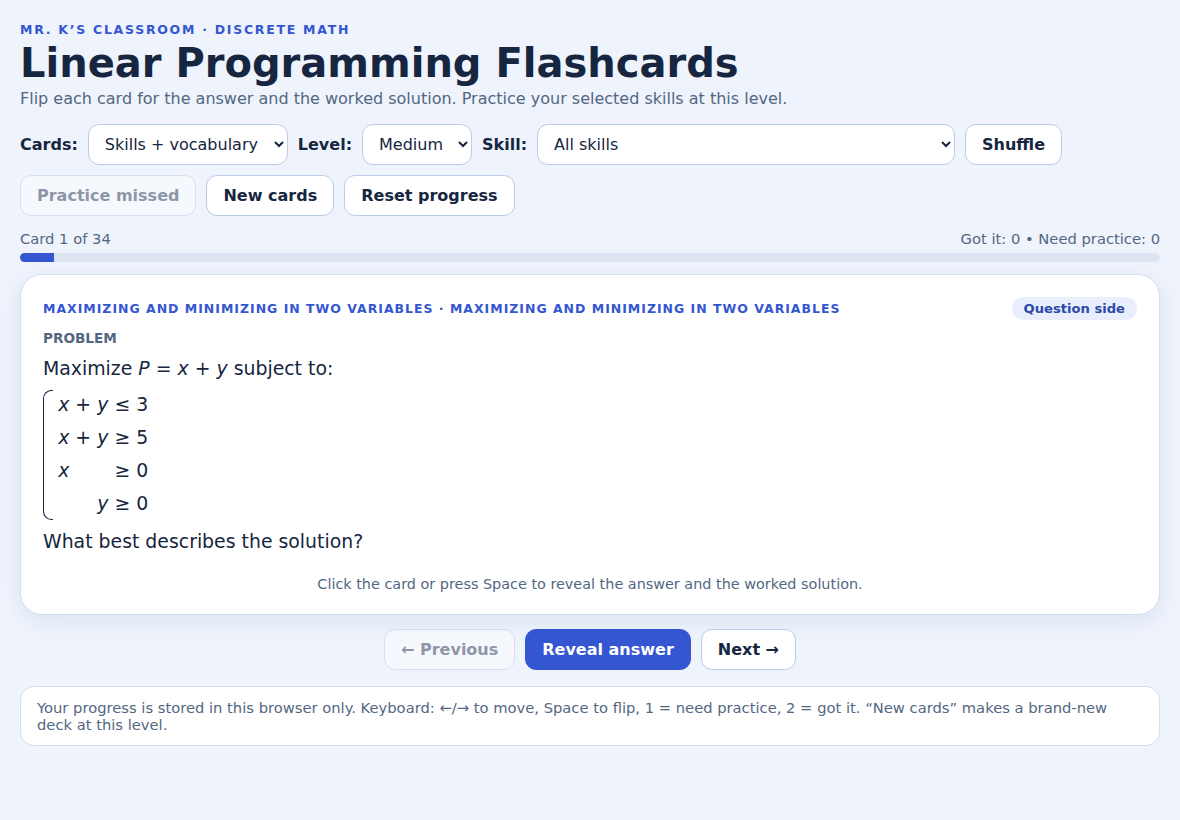 MR. K’S CLASSROOM · DISCRETE MATH
Linear Programming Flashcards
Flip each card for the answer and the worked solution. Practice your selected skills at this level.
Cards: Skills + vocabulary Level: Medium Skill: All skills Shuffle
Practice missed New cards Reset progress
Card 1 of 34 Got it: 0 • Need practice: 0
MAXIMIZING AND MINIMIZING IN TWO VARIABLES · MAXIMIZING AND MINIMIZING IN TWO VARIABLES Question side
PROBLEM
Maximize P = x + y subject to:
x + y ≤ 3
x + y ≥ 5
x ≥ 0
y ≥ 0
What best describes the solution?
Click the card or press Space to reveal the answer and the worked solution.
← Previous Reveal answer Next →
Your progress is stored in this browser only. Keyboard: ←/→ to move, Space to flip, 1 = need practice, 2 = got it. “New cards” makes a brand-new
deck at this level.